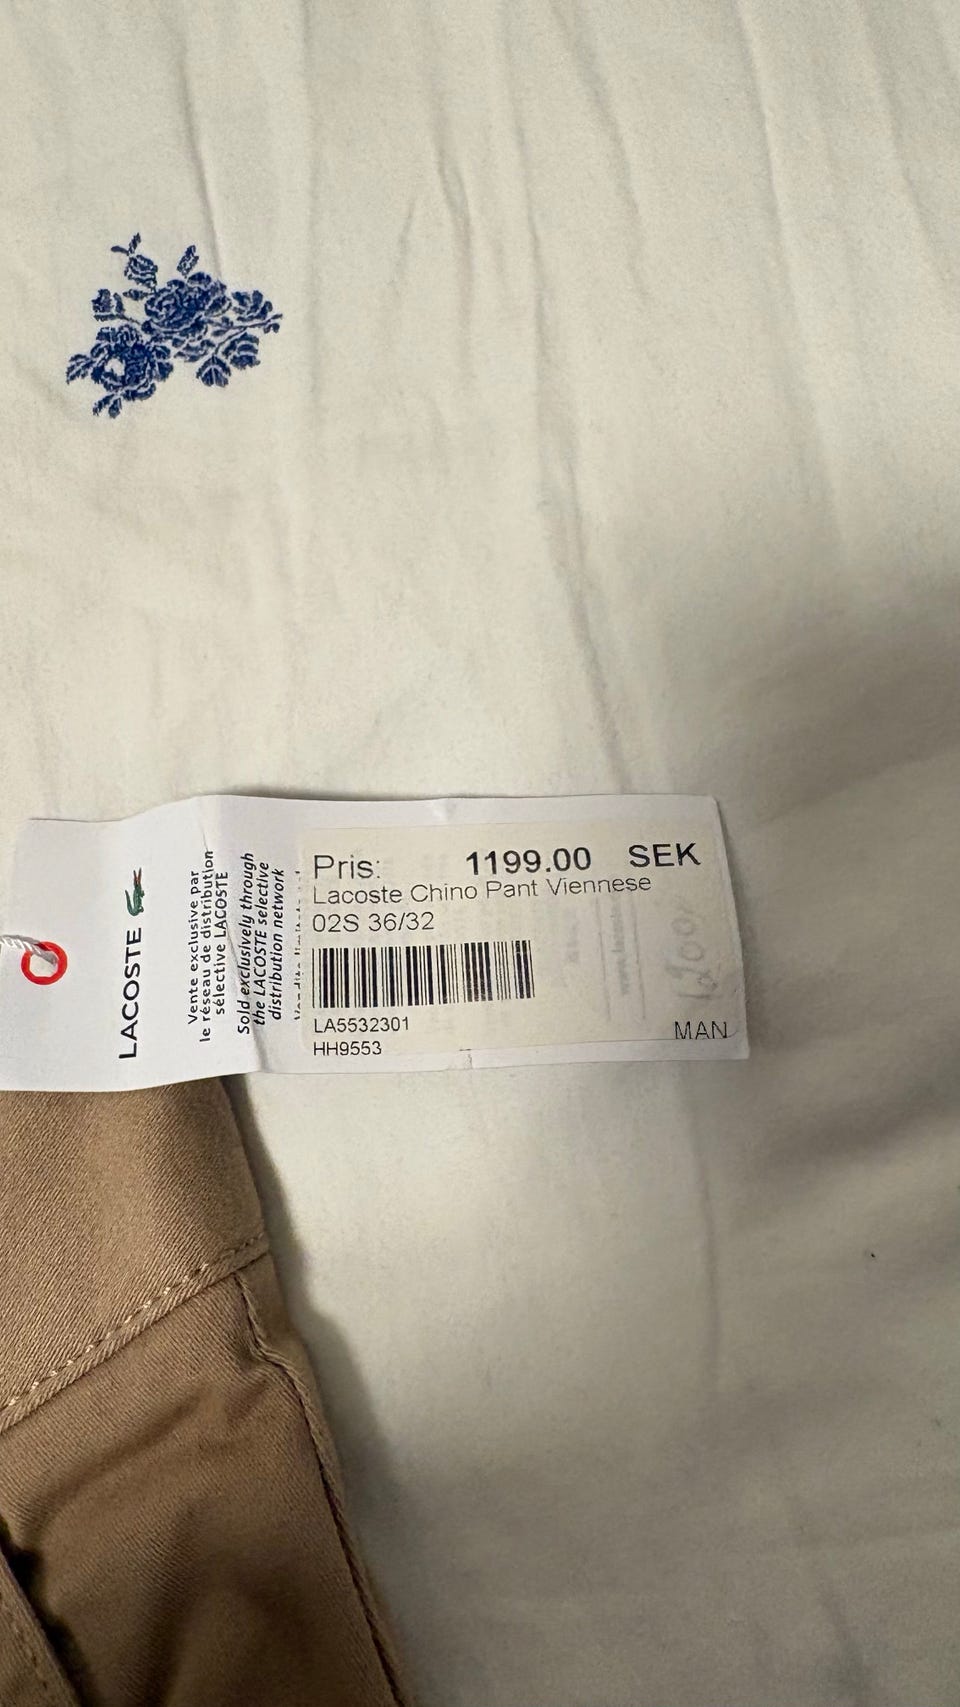 LACOSTE
Vente exclusive par
le réseau de distribution
sélective LACOSTE
Sold exclusively through
the LACOSTE selective
distribution network
Pris: 1199.00 SEK
Lacoste Chino Pant Viennese
02S 36/32
LA5532301
HH9553
MAN